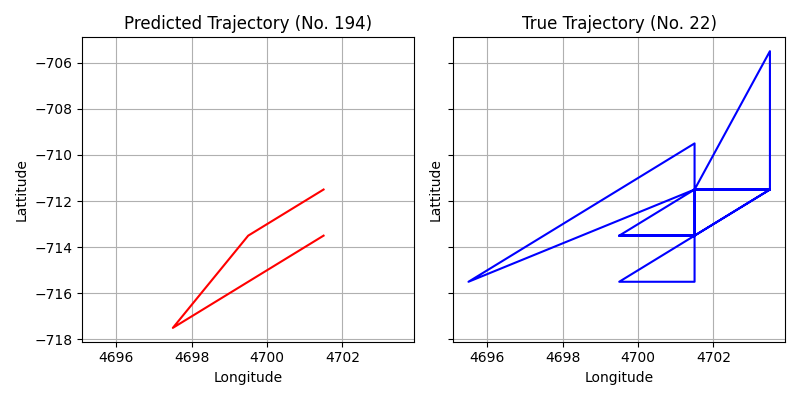 Predicted Trajectory (No. 194)
True Trajectory (No. 22)
Lattitude
−706
−708
−710
−712
−714
−716
−718
4696
4698
4700
4702
Longitude
Lattitude
4696
4698
4700
4702
Longitude